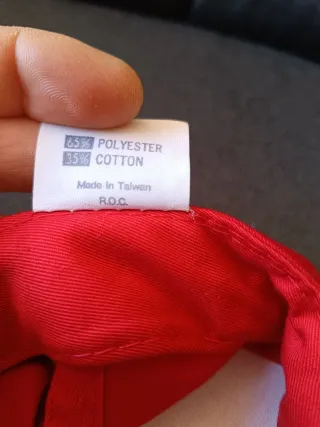 65% POLYESTER
35% COTTON
Made in Taiwan
R.O.C.